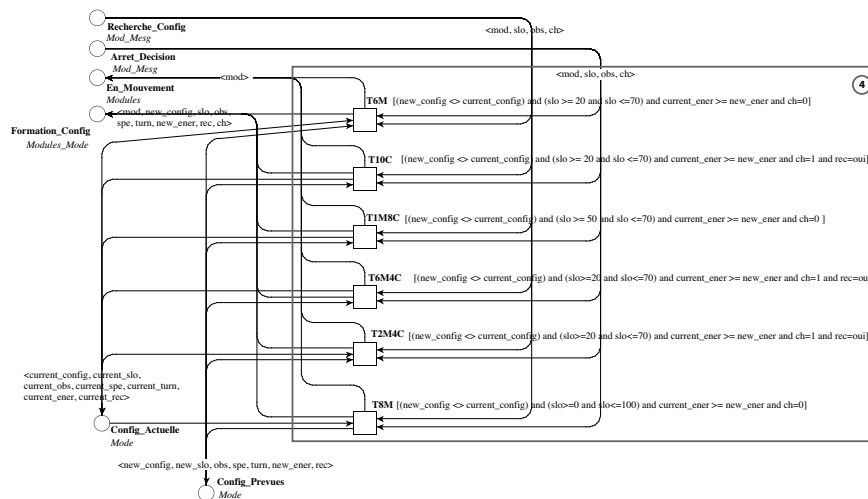 Recherche_Config
Mod_Mesg
<mod, slo, obs, ch>
Arret_Decision
Mod_Mesg
<mod>
<mod, slo, obs, ch>
En_Mouvement
Modules
4
T6M [(new_config <> current_config) and (slo >= 20 and slo <=70) and current_ener >= new_ener and ch=0]
<mod, new_config, slo, obs,
spe, turn, new_ener, rec, ch>
Formation_Config
Modules_Mode
T10C [(new_config <> current_config) and (slo >= 20 and slo <=70) and current_ener >= new_ener and ch=1 and rec=oui]
T1M8C [(new_config <> current_config) and (slo >= 50 and slo <=70) and current_ener >= new_ener and ch=0 ]
T6M4C [(new_config <> current_config) and (slo>=20 and slo<=70) and current_ener >= new_ener and ch=1 and rec=ou
T2M4C [(new_config <> current_config) and (slo>=20 and slo<=70) and current_ener >= new_ener and ch=1 and rec=oui]
<current_config, current_slo,
current_obs, current_spe, current_turn,
current_ener, current_rec>
T8M [(new_config <> current_config) and (slo>=0 and slo<=100) and current_ener >= new_ener and ch=0]
Config_Actuelle
Mode
<new_config, new_slo, obs, spe, turn, new_ener, rec>
Config_Prevues
Mode